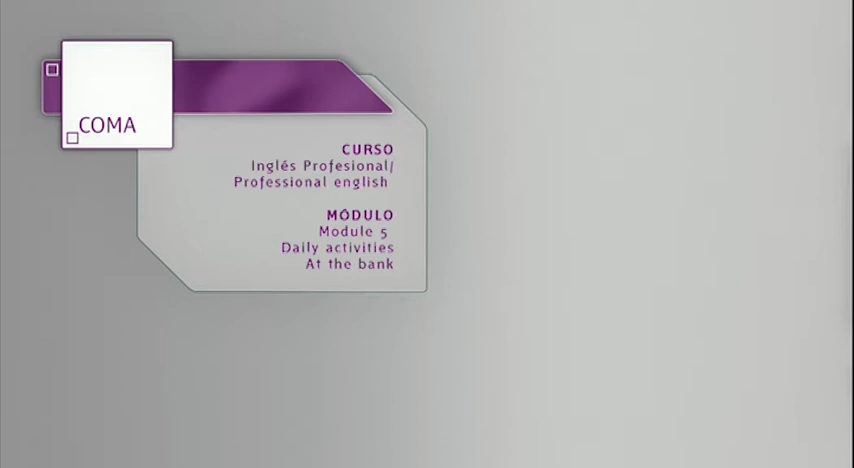 COMA
CURSO
Inglés Profesional/
Professional english
MÓDULO
Module 5
Daily activities
At the bank